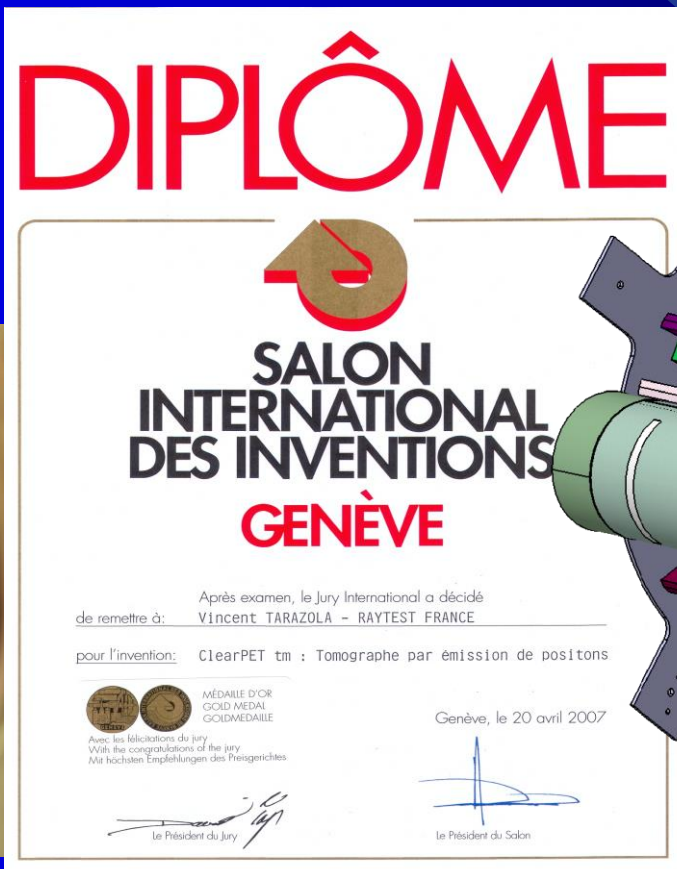 DIPLÔME
SALON
INTERNATIONAL
DES INVENTIONS
GENÈVE
Après examen, le Jury International a décidé
de remettre à: Vincent TARAZOLA – RAYTEST FRANCE
pour l'invention: ClearPET tm : Tomographe par émission de positons
MÉDAILLE D'OR
GOLD MEDAL
GOLDMEDAILLE
Avec les félicitations du jury
With the congratulations of the jury
Mit höchsten Empfehlungen des Preisgerichtes
Genève, le 20 avril 2007
Le Président du Jury
Le Président du Salon